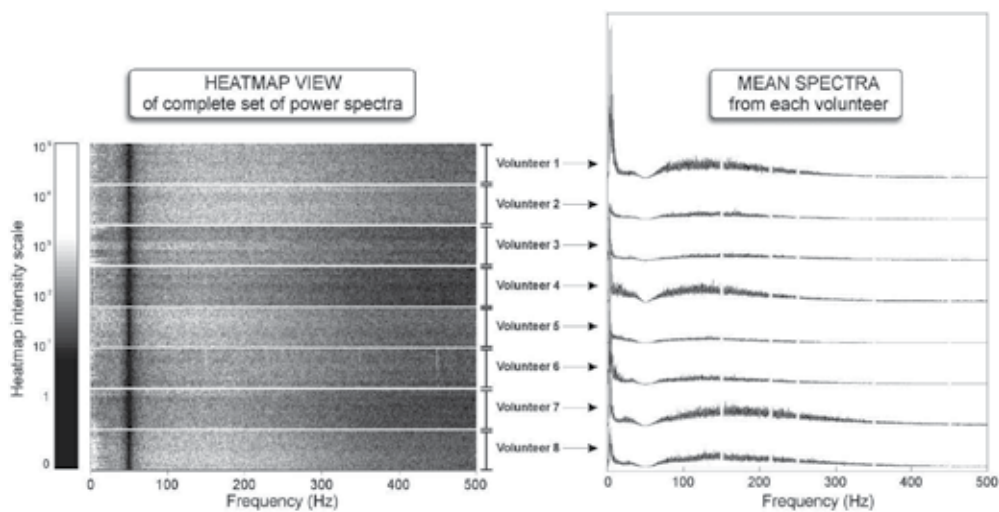 HEATMAP VIEW
of complete set of power spectra
MEAN SPECTRA
from each volunteer
Heatmap intensity scale
10⁵
10⁴
10³
10²
10¹
1
0
Volunteer 1
Volunteer 2
Volunteer 3
Volunteer 4
Volunteer 5
Volunteer 6
Volunteer 7
Volunteer 8
0 100 200 300 400 500
Frequency (Hz)
0 100 200 300 400 500
Frequency (Hz)